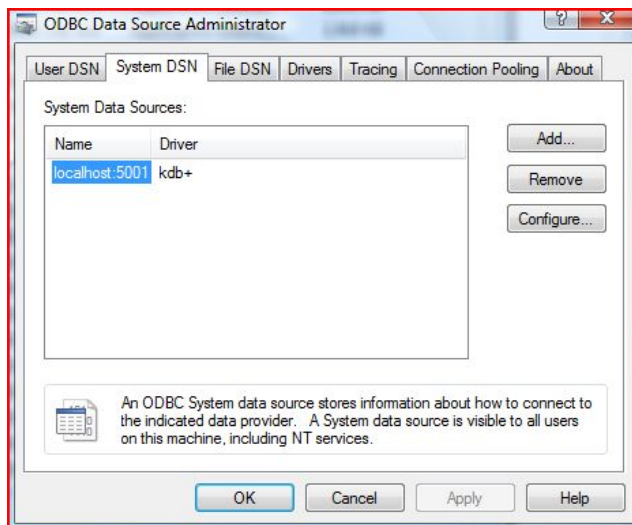 ODBC Data Source Administrator
User DSN System DSN File DSN Drivers Tracing Connection Pooling About
System Data Sources:
Name Driver
localhost:5001 kdb+
Add...
Remove
Configure...
An ODBC System data source stores information about how to connect to
the indicated data provider. A System data source is visible to all users
on this machine, including NT services.
OK Cancel Apply Help